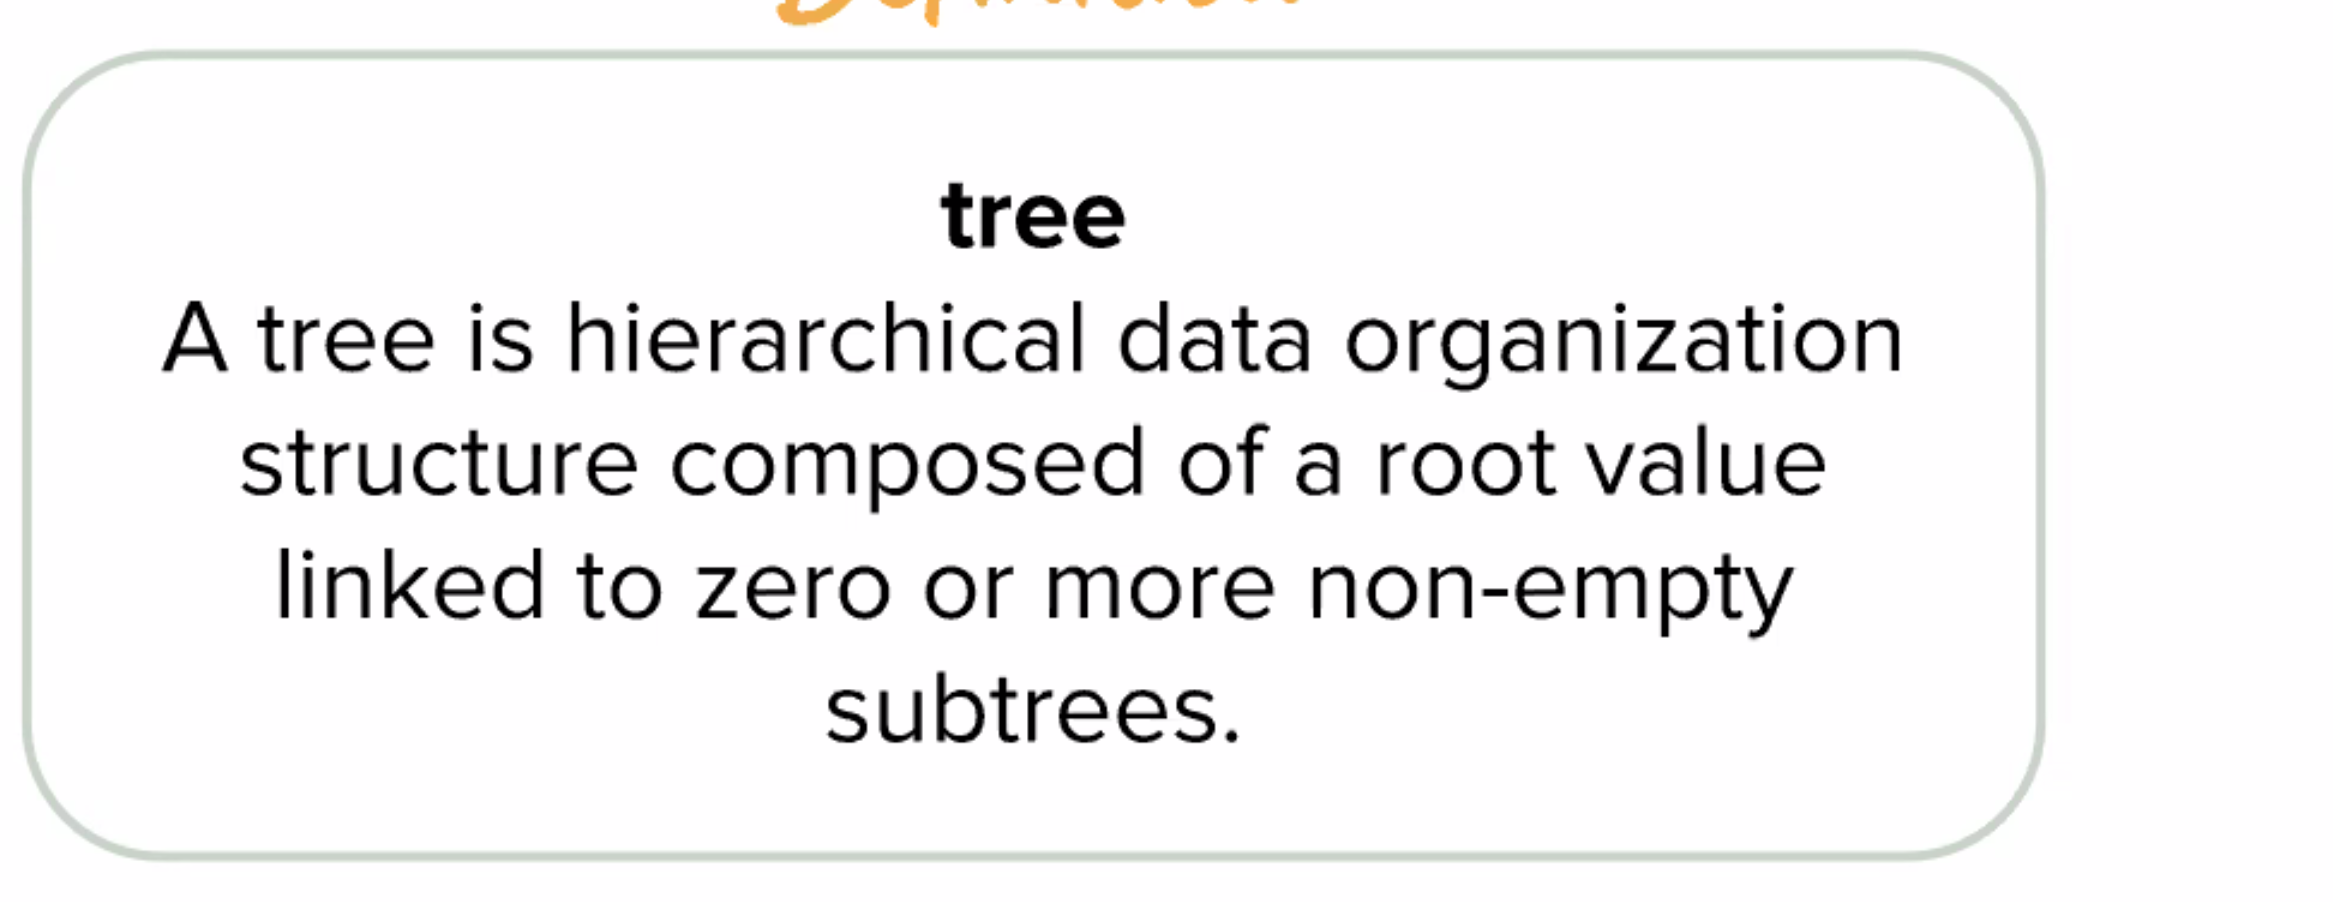 tree
A tree is hierarchical data organization
structure composed of a root value
linked to zero or more non-empty
subtrees.